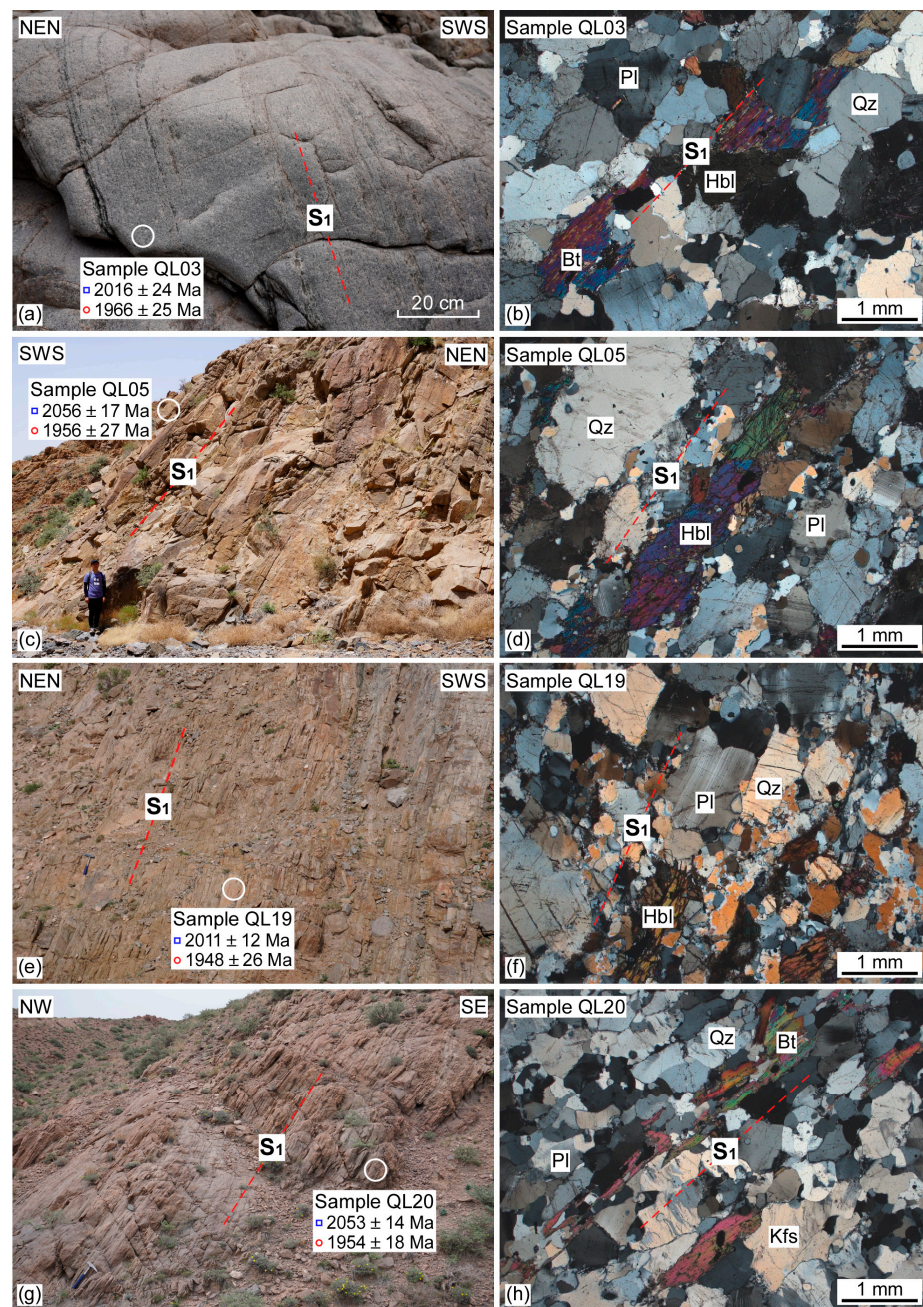 NEN
SWS
S1
Sample QL03
2016 ± 24 Ma
1966 ± 25 Ma
20 cm
(a)
Sample QL03
Pl
Qz
S1
Hbl
Bt
1 mm
(b)
SWS
NEN
Sample QL05
2056 ± 17 Ma
1956 ± 27 Ma
S1
(c)
Sample QL05
Qz
S1
Hbl
Pl
1 mm
(d)
NEN
SWS
S1
Sample QL19
2011 ± 12 Ma
1948 ± 26 Ma
(e)
Sample QL19
Pl
Qz
S1
Hbl
1 mm
(f)
NW
SE
S1
Sample QL20
2053 ± 14 Ma
1954 ± 18 Ma
(g)
Sample QL20
Qz
Bt
S1
Pl
Kfs
1 mm
(h)